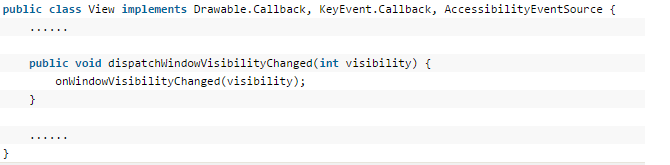 public class View implements Drawable.Callback, KeyEvent.Callback, AccessibilityEventSource {
    ......
    public void dispatchWindowVisibilityChanged(int visibility) {
        onWindowVisibilityChanged(visibility);
    }
    ......
}